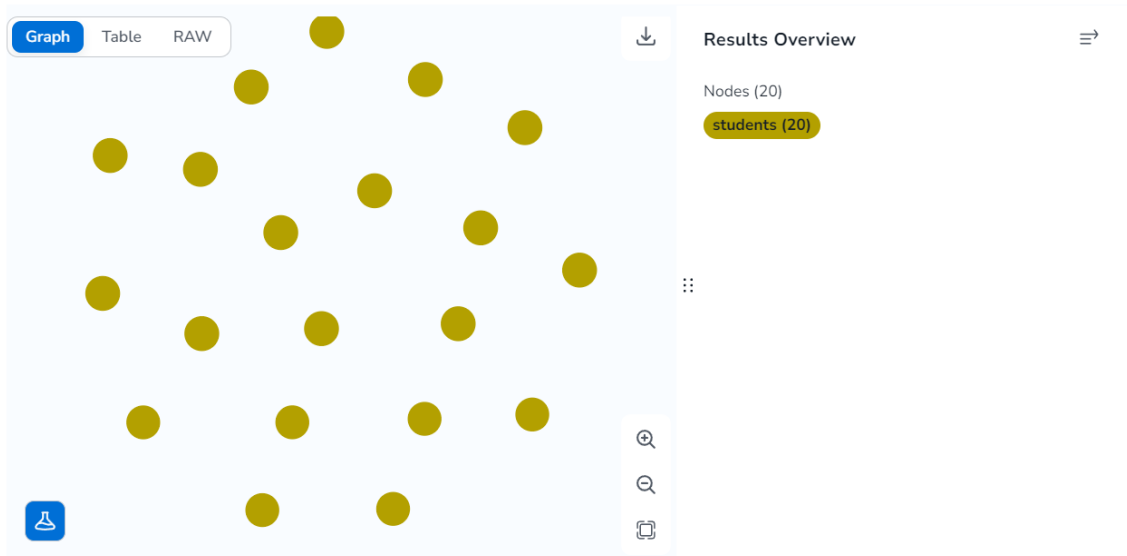 Graph Table RAW
Results Overview
Nodes (20)
students (20)